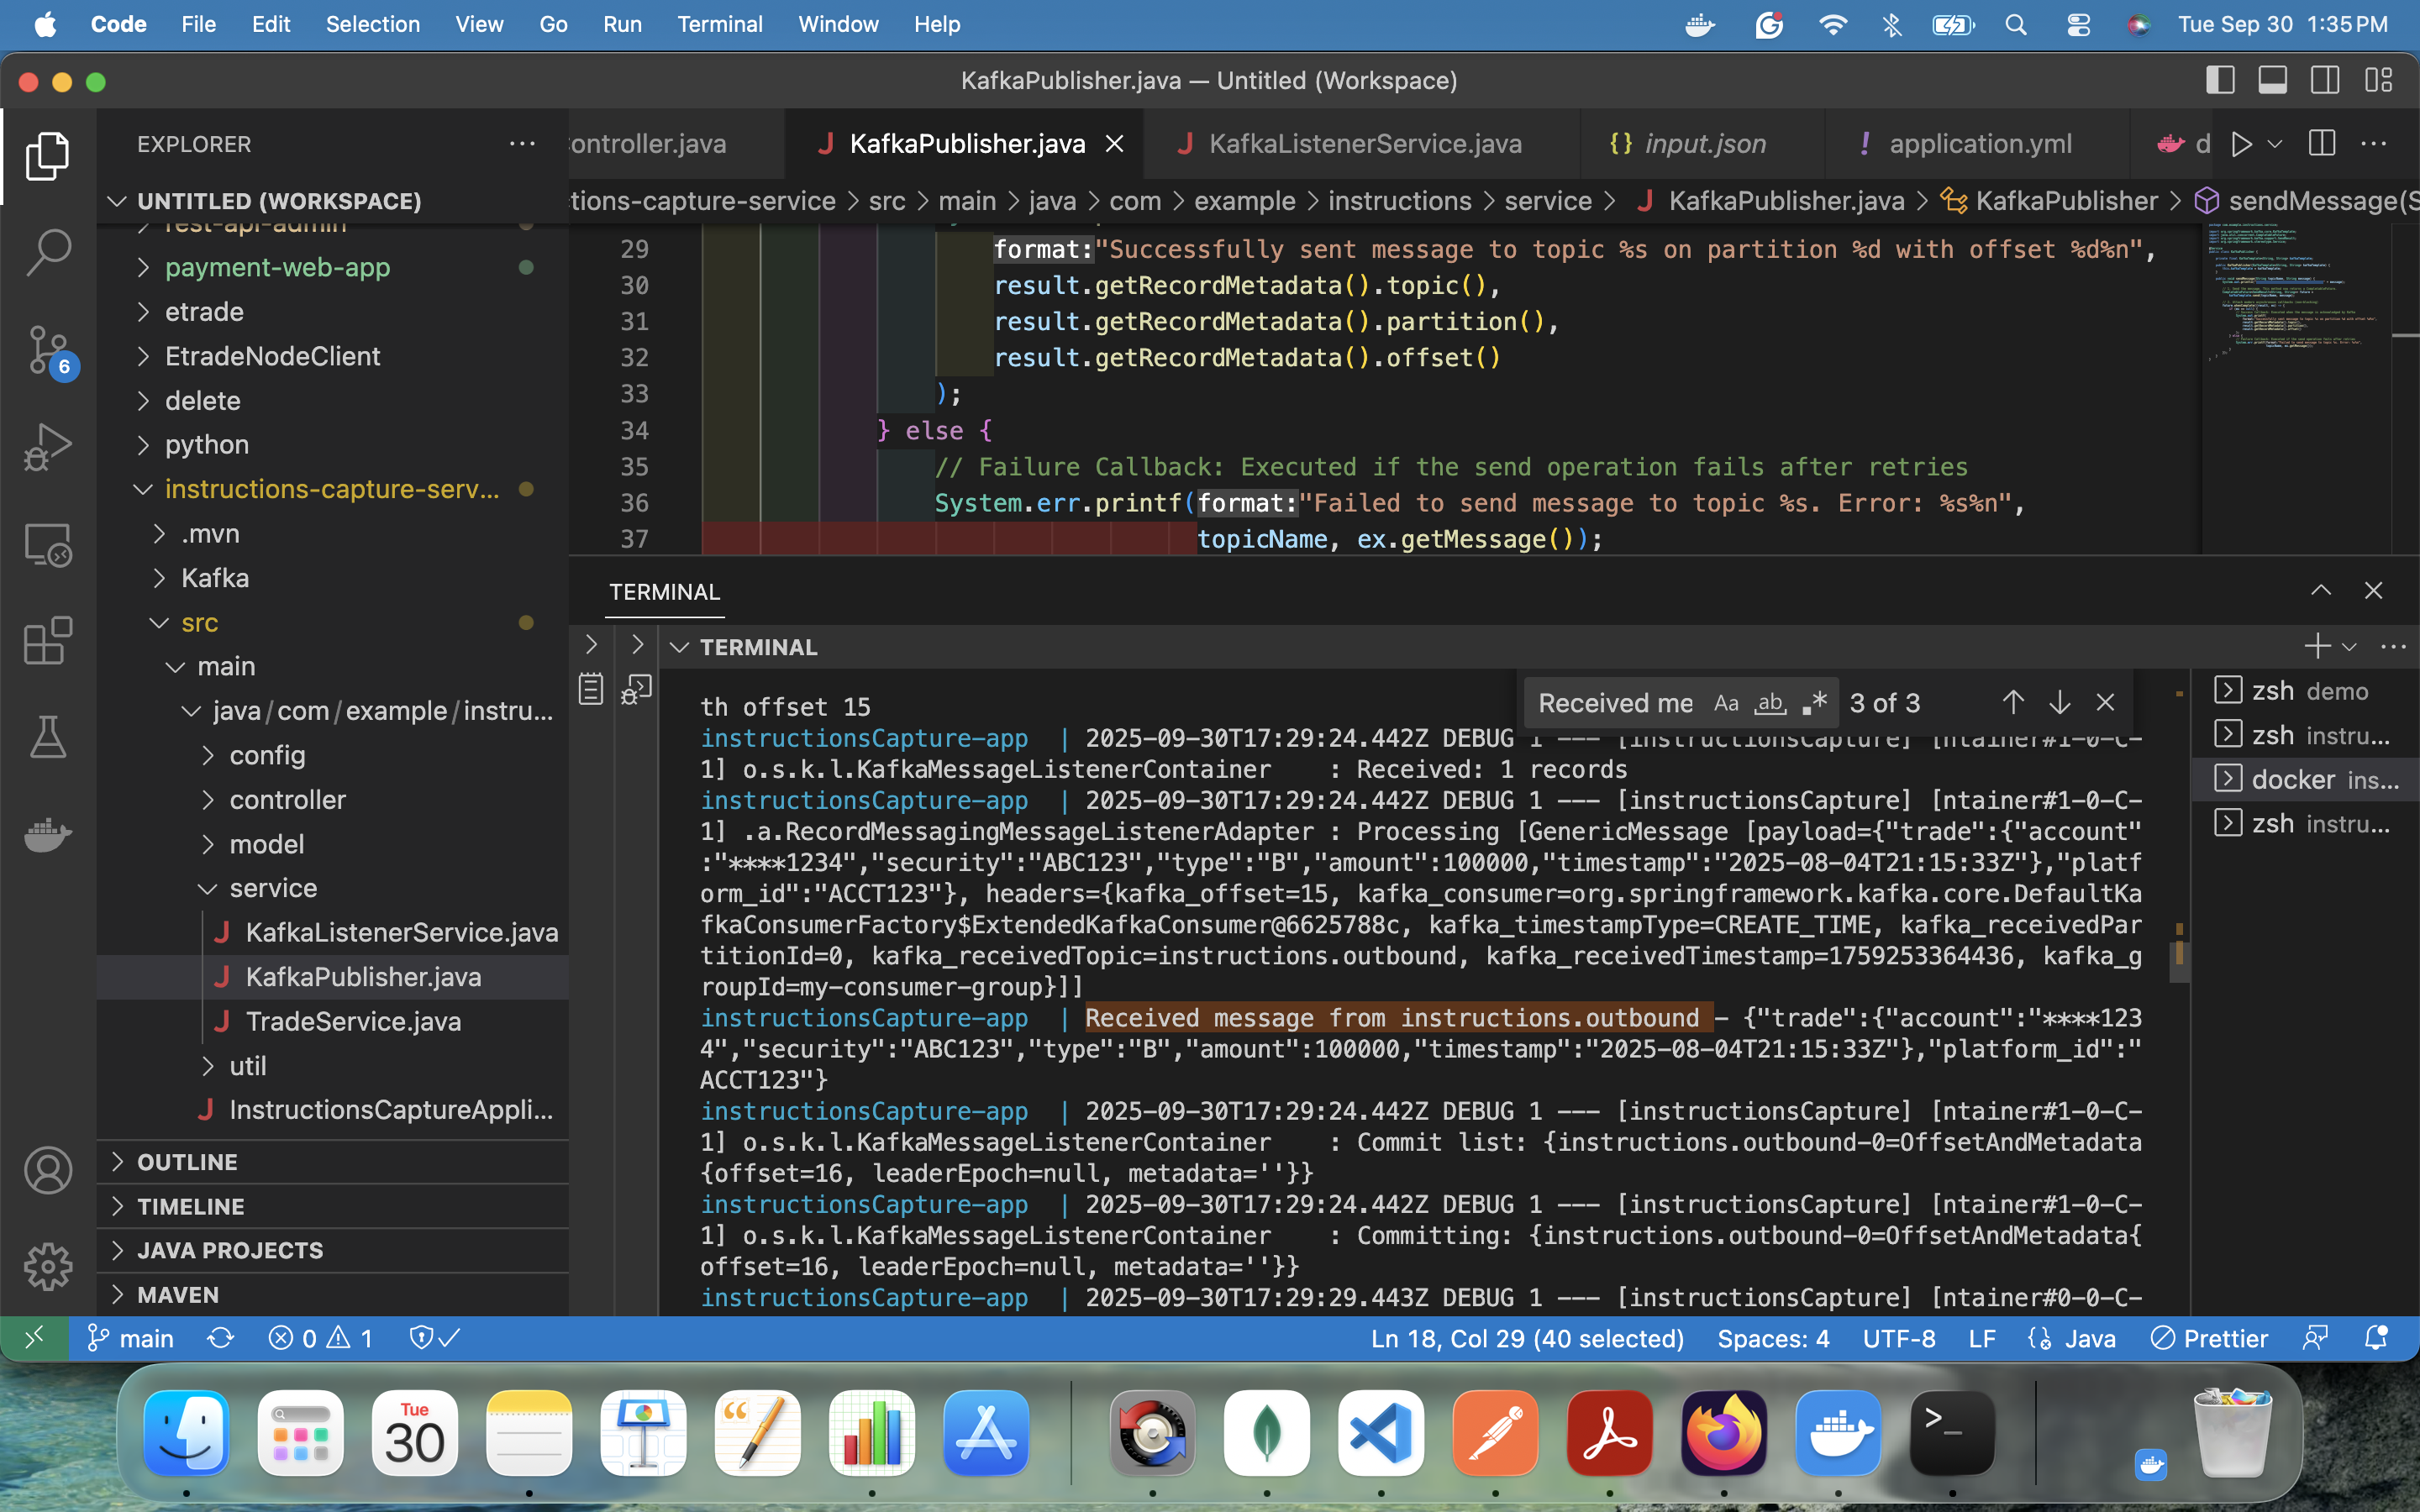 Code File Edit Selection View Go Run Terminal Window Help Tue Sep 30 1:35 PM
KafkaPublisher.java — Untitled (Workspace)
EXPLORER
UNTITLED (WORKSPACE)
rest-api-admin
payment-web-app
etrade
EtradeNodeClient
delete
python
instructions-capture-serv...
.mvn
Kafka
src
main
java/com/example/instru...
config
controller
model
service
KafkaListenerService.java
KafkaPublisher.java
TradeService.java
util
InstructionsCaptureAppli...
OUTLINE
TIMELINE
JAVA PROJECTS
MAVEN
6
ontroller.java KafkaPublisher.java KafkaListenerService.java input.json application.yml d
tions-capture-service > src > main > java > com > example > instructions > service > KafkaPublisher.java > KafkaPublisher > sendMessage(S
29 format:"Successfully sent message to topic %s on partition %d with offset %d%n",
30 result.getRecordMetadata().topic(),
31 result.getRecordMetadata().partition(),
32 result.getRecordMetadata().offset()
33 );
34 } else {
35 // Failure Callback: Executed if the send operation fails after retries
36 System.err.printf(format:"Failed to send message to topic %s. Error: %s%n",
37 topicName, ex.getMessage());
TERMINAL
TERMINAL
Received me Aa ab 3 of 3
th offset 15
instructionsCapture-app | 2025-09-30T17:29:24.442Z DEBUG 1 --- [instructionsCapture] [ntainer#1-0-C-
1] o.s.k.l.KafkaMessageListenerContainer : Received: 1 records
instructionsCapture-app | 2025-09-30T17:29:24.442Z DEBUG 1 --- [instructionsCapture] [ntainer#1-0-C-
1] .a.RecordMessagingMessageListenerAdapter : Processing [GenericMessage [payload={"trade":{"account"
:"****1234","security":"ABC123","type":"B","amount":100000,"timestamp":"2025-08-04T21:15:33Z"},"platf
orm_id":"ACCT123"}, headers={kafka_offset=15, kafka_consumer=org.springframework.kafka.core.DefaultKa
fkaConsumerFactory$ExtendedKafkaConsumer@6625788c, kafka_timestampType=CREATE_TIME, kafka_receivedPar
titionId=0, kafka_receivedTopic=instructions.outbound, kafka_receivedTimestamp=1759253364436, kafka_g
roupId=my-consumer-group}]]
instructionsCapture-app | Received message from instructions.outbound – {"trade":{"account":"****123
4","security":"ABC123","type":"B","amount":100000,"timestamp":"2025-08-04T21:15:33Z"},"platform_id":"
ACCT123"}
instructionsCapture-app | 2025-09-30T17:29:24.442Z DEBUG 1 --- [instructionsCapture] [ntainer#1-0-C-
1] o.s.k.l.KafkaMessageListenerContainer : Commit list: {instructions.outbound-0=OffsetAndMetadata
{offset=16, leaderEpoch=null, metadata=''}}
instructionsCapture-app | 2025-09-30T17:29:24.442Z DEBUG 1 --- [instructionsCapture] [ntainer#1-0-C-
1] o.s.k.l.KafkaMessageListenerContainer : Committing: {instructions.outbound-0=OffsetAndMetadata{
offset=16, leaderEpoch=null, metadata=''}}
instructionsCapture-app | 2025-09-30T17:29:29.443Z DEBUG 1 --- [instructionsCapture] [ntainer#0-0-C-
zsh demo
zsh instru...
docker ins...
zsh instru...
main 0 1 Ln 18, Col 29 (40 selected) Spaces: 4 UTF-8 LF Java Prettier
Tue
30